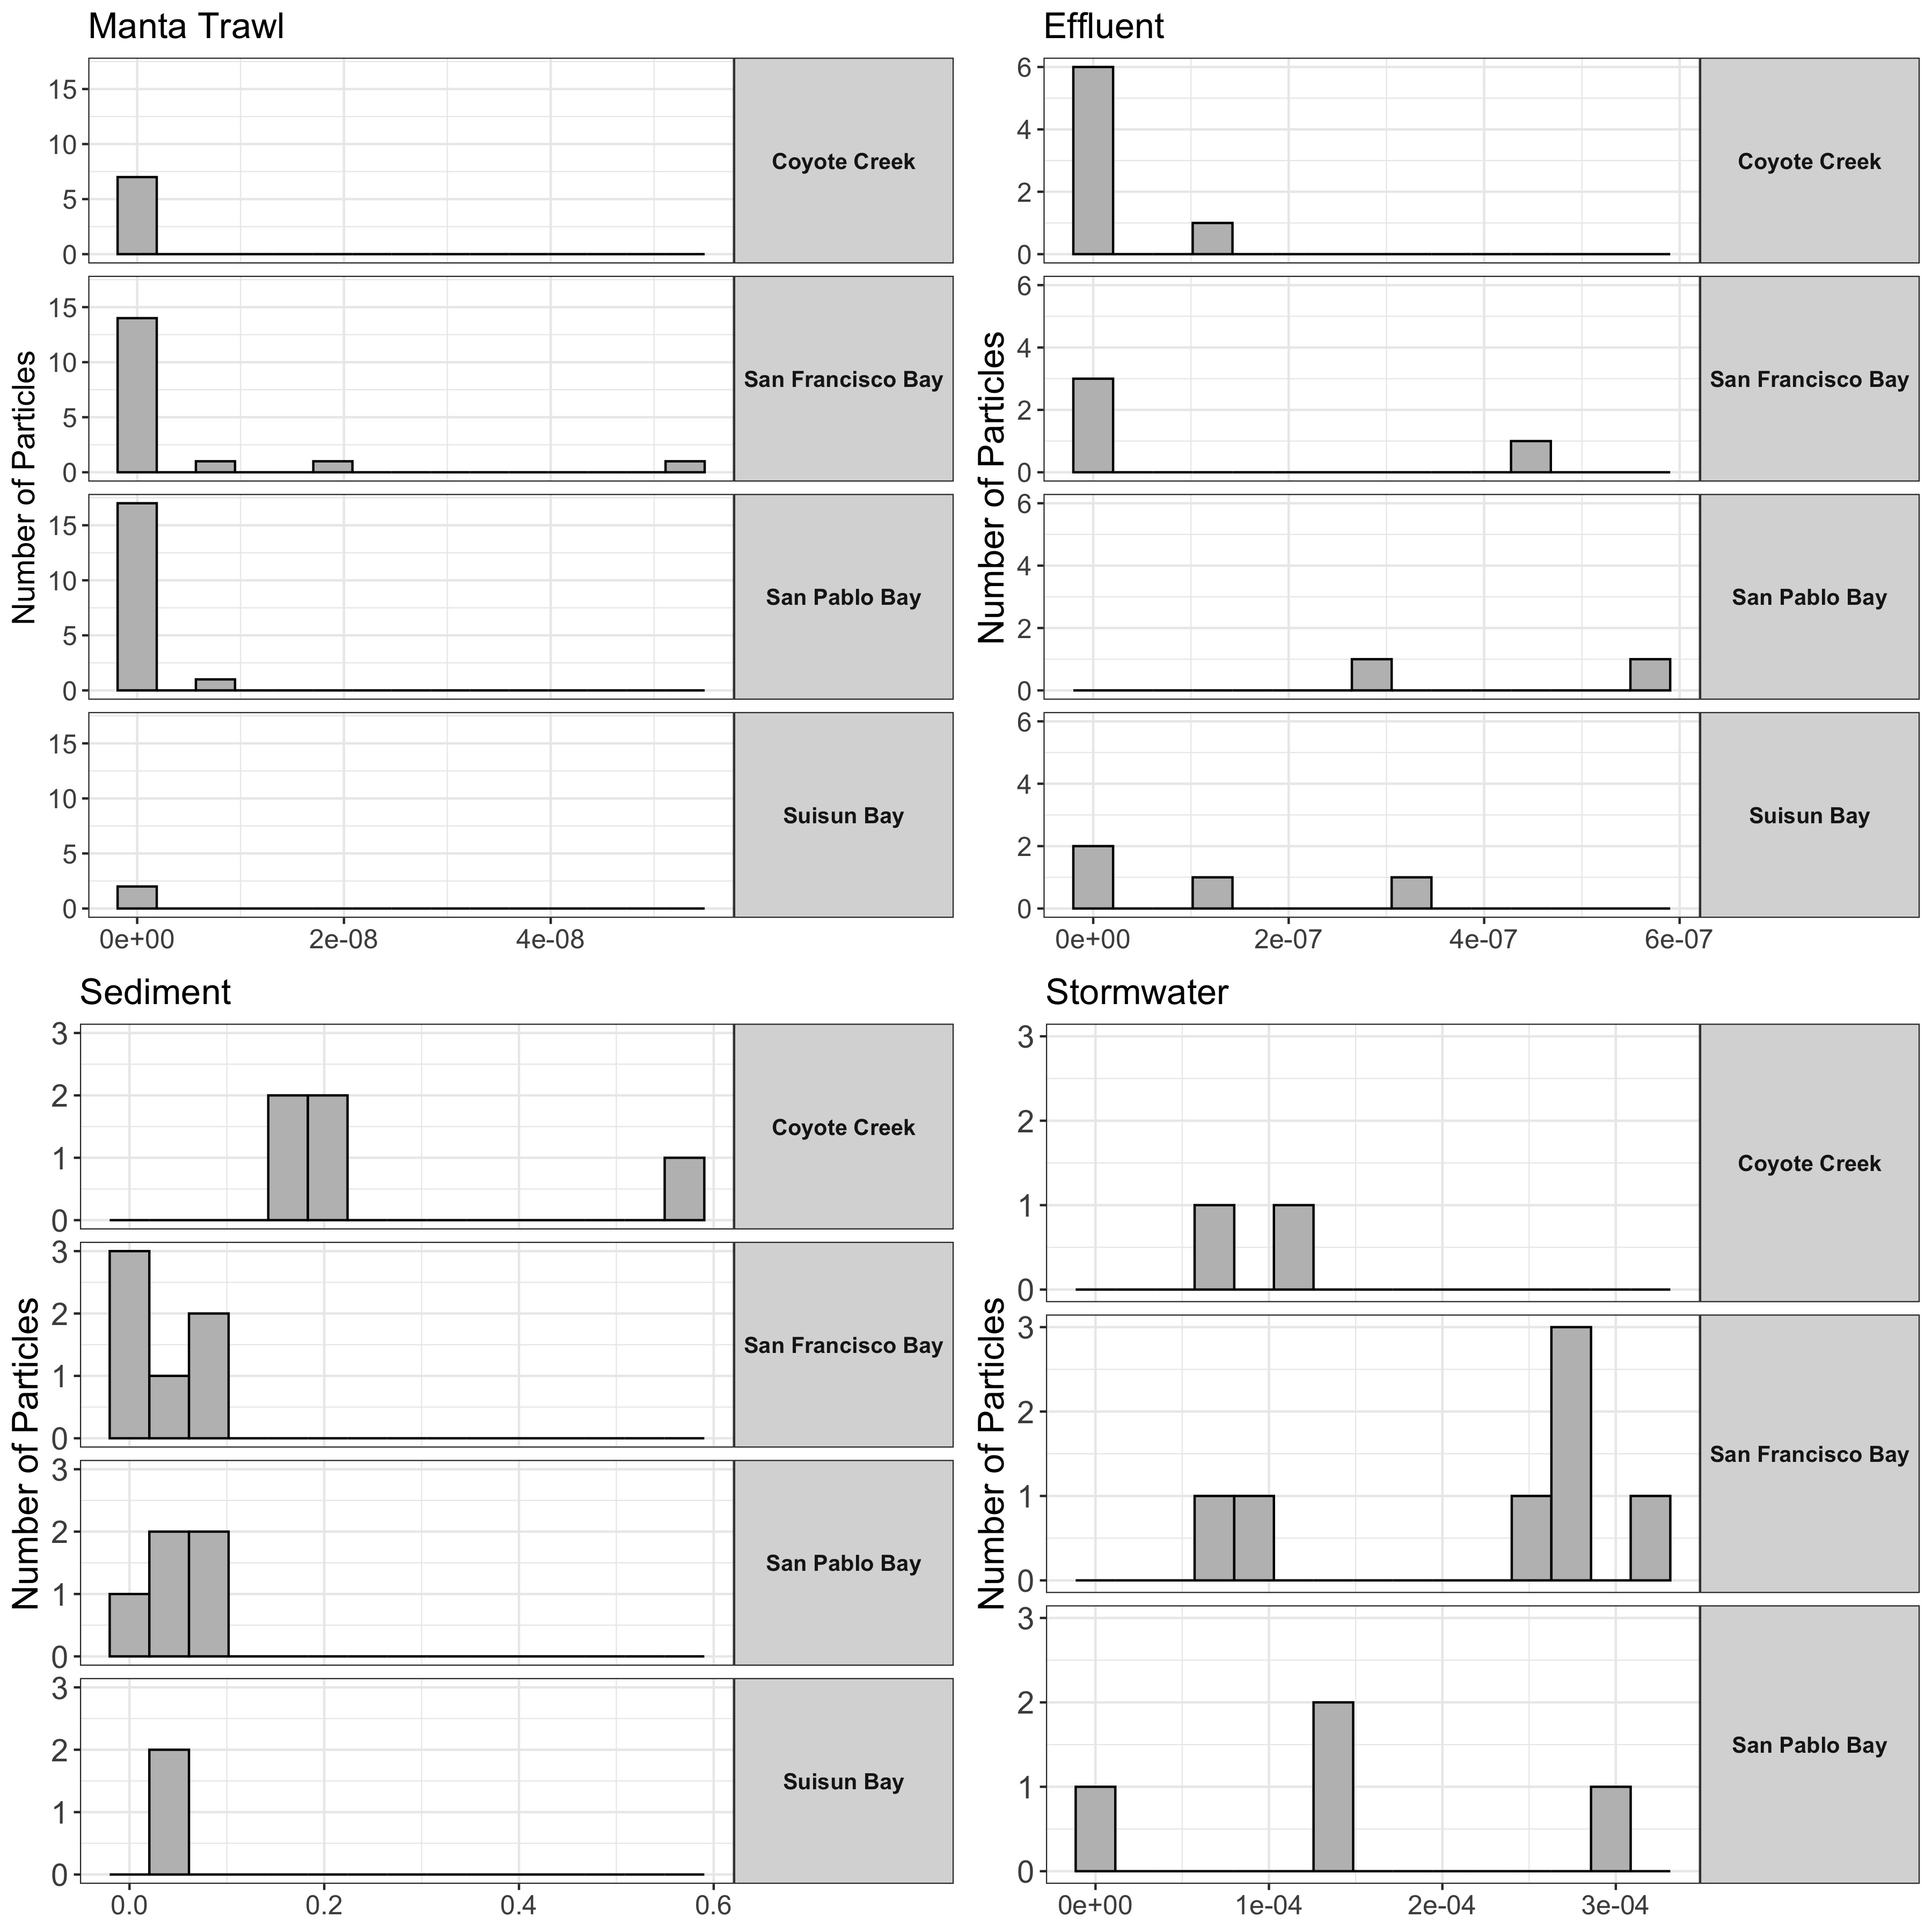 Manta Trawl
Number of Particles
15
10
5
0
Coyote Creek
15
10
5
0
San Francisco Bay
15
10
5
0
San Pablo Bay
15
10
5
0
Suisun Bay
0e+00 2e-08 4e-08
Effluent
Number of Particles
6
4
2
0
Coyote Creek
6
4
2
0
San Francisco Bay
6
4
2
0
San Pablo Bay
6
4
2
0
Suisun Bay
0e+00 2e-07 4e-07 6e-07
Sediment
Number of Particles
3
2
1
0
Coyote Creek
3
2
1
0
San Francisco Bay
3
2
1
0
San Pablo Bay
3
2
1
0
Suisun Bay
0.0 0.2 0.4 0.6
Stormwater
Number of Particles
3
2
1
0
Coyote Creek
3
2
1
0
San Francisco Bay
3
2
1
0
San Pablo Bay
0e+00 1e-04 2e-04 3e-04